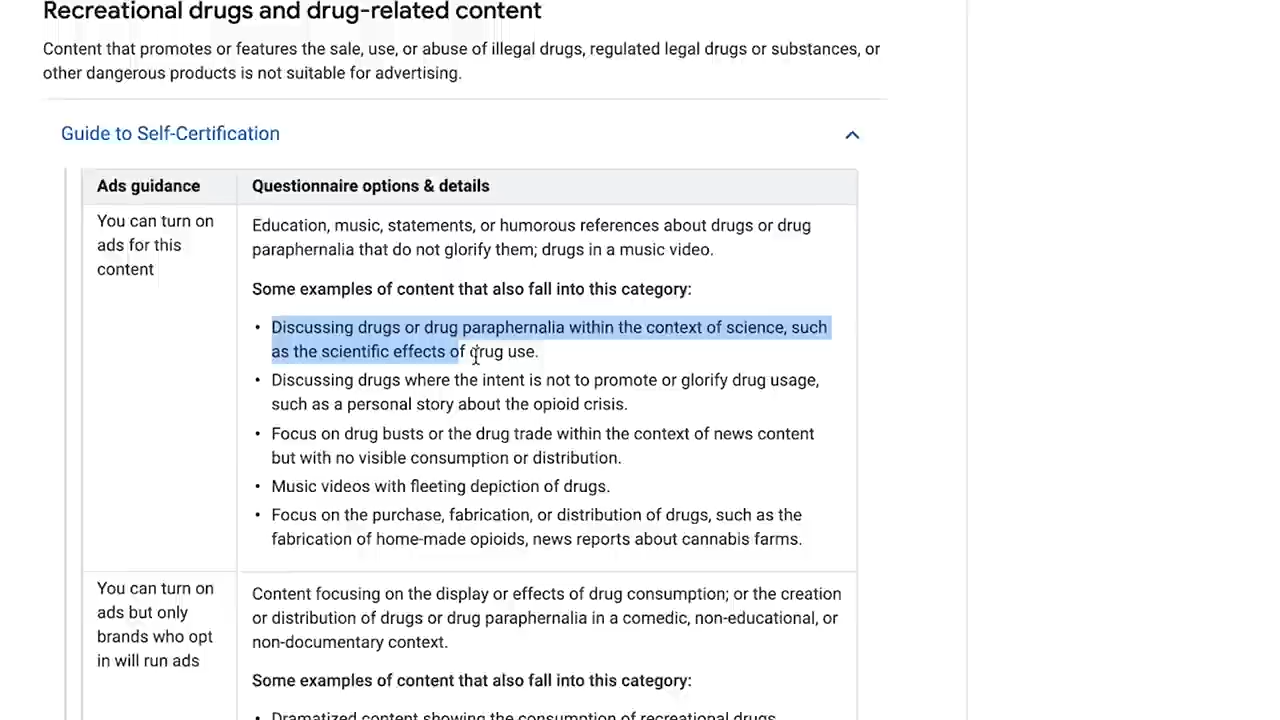 Recreational drugs and drug-related content
Content that promotes or features the sale, use, or abuse of illegal drugs, regulated legal drugs or substances, or
other dangerous products is not suitable for advertising.
Guide to Self-Certification
Ads guidance
Questionnaire options & details
You can turn on
ads for this
content
Education, music, statements, or humorous references about drugs or drug
paraphernalia that do not glorify them; drugs in a music video.
Some examples of content that also fall into this category:
• Discussing drugs or drug paraphernalia within the context of science, such
as the scientific effects of drug use.
• Discussing drugs where the intent is not to promote or glorify drug usage,
such as a personal story about the opioid crisis.
• Focus on drug busts or the drug trade within the context of news content
but with no visible consumption or distribution.
• Music videos with fleeting depiction of drugs.
• Focus on the purchase, fabrication, or distribution of drugs, such as the
fabrication of home-made opioids, news reports about cannabis farms.
You can turn on
ads but only
brands who opt
in will run ads
Content focusing on the display or effects of drug consumption; or the creation
or distribution of drugs or drug paraphernalia in a comedic, non-educational, or
non-documentary context.
Some examples of content that also fall into this category:
• Dramatized content showing the consumption of recreational drugs